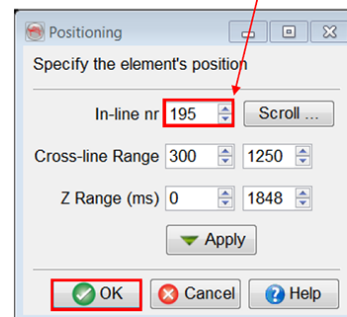 Positioning
Specify the element's position
In-line nr 195 Scroll ...
Cross-line Range 300 1250
Z Range (ms) 0 1848
Apply
OK Cancel Help